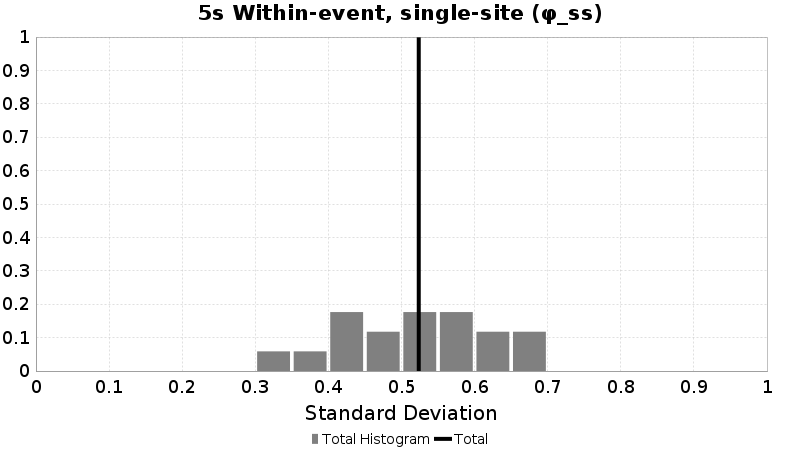 5s Within-event, single-site (φ_ss)
1
0.9
0.8
0.7
0.6
0.5
0.4
0.3
0.2
0.1
0
0 0.1 0.2 0.3 0.4 0.5 0.6 0.7 0.8 0.9 1
Standard Deviation
Total Histogram Total